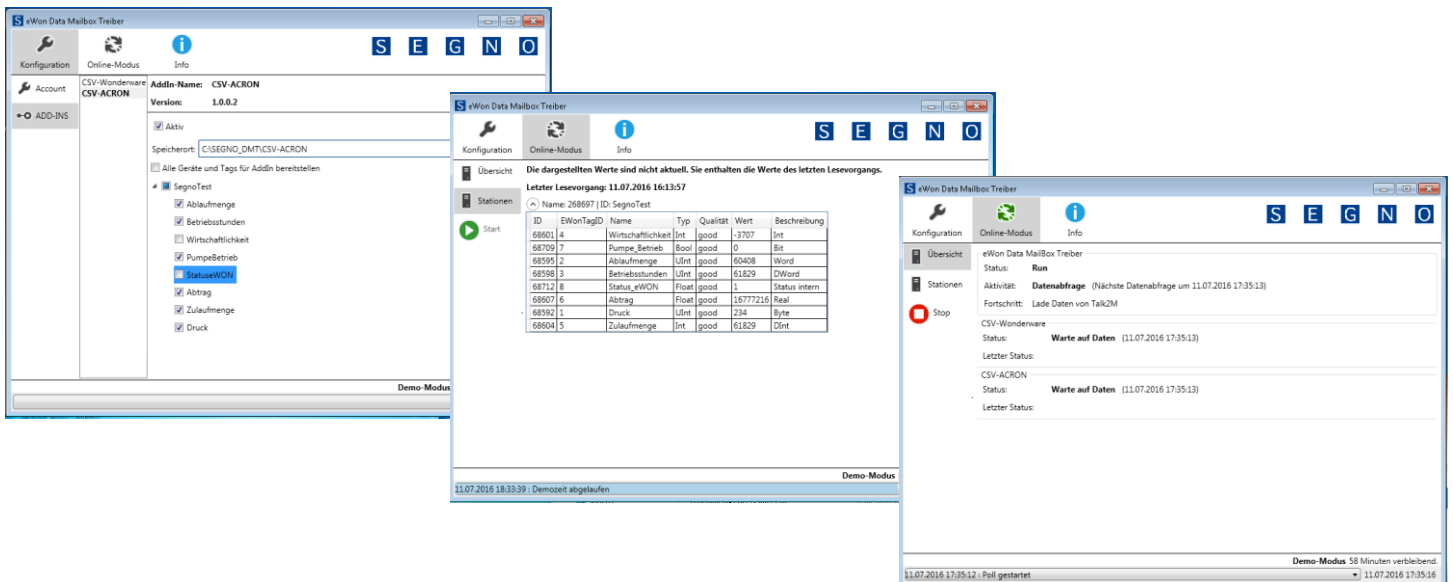 S eWon Data Mailbox Treiber
Konfiguration Online-Modus Info
S E G N O
Account
ADD-INS
CSV-Wonderware
CSV-ACRON
AddIn-Name: CSV-ACRON
Version: 1.0.0.2
Aktiv
Speicherort: C:\SEGNO_DMT\CSV-ACRON
Alle Geräte und Tags für AddIn bereitstellen
SegnoTest
Ablaufmenge
Betriebsstunden
Wirtschaftlichkeit
PumpeBetrieb
StatuseWON
Abtrag
Zulaufmenge
Druck
Demo-Modus
S eWon Data Mailbox Treiber
Konfiguration Online-Modus Info
S E G N O
Übersicht
Stationen
Start
Die dargestellten Werte sind nicht aktuell. Sie enthalten die Werte des letzten Lesevorgangs.
Letzter Lesevorgang: 11.07.2016 16:13:57
Name: 268697 | ID: SegnoTest
ID EWonTagID Name Typ Qualität Wert Beschreibung
68601 4 Wirtschaftlichkeit Int good -3707 Int
68709 7 Pumpe_Betrieb Bool good 0 Bit
68595 2 Ablaufmenge UInt good 60408 Word
68598 3 Betriebsstunden UInt good 61829 DWord
68712 8 Status_eWON Float good 1 Status intern
68607 6 Abtrag Float good 16777216 Real
68592 1 Druck UInt good 234 Byte
68604 5 Zulaufmenge Int good 61829 DInt
Demo-Modus
11.07.2016 18:33:39 : Demozeit abgelaufen
S eWon Data Mailbox Treiber
Konfiguration Online-Modus Info
S E G N O
Übersicht
Stationen
Stop
eWon Data MailBox Treiber
Status: Run
Aktivität: Datenabfrage (Nächste Datenabfrage um 11.07.2016 17:35:13)
Fortschritt: Lade Daten von Talk2M
CSV-Wonderware
Status: Warte auf Daten (11.07.2016 17:35:13)
Letzter Status:
CSV-ACRON
Status: Warte auf Daten (11.07.2016 17:35:13)
Letzter Status:
Demo-Modus 58 Minuten verbleibend.
11.07.2016 17:35:12 : Poll gestartet 11.07.2016 17:35:16